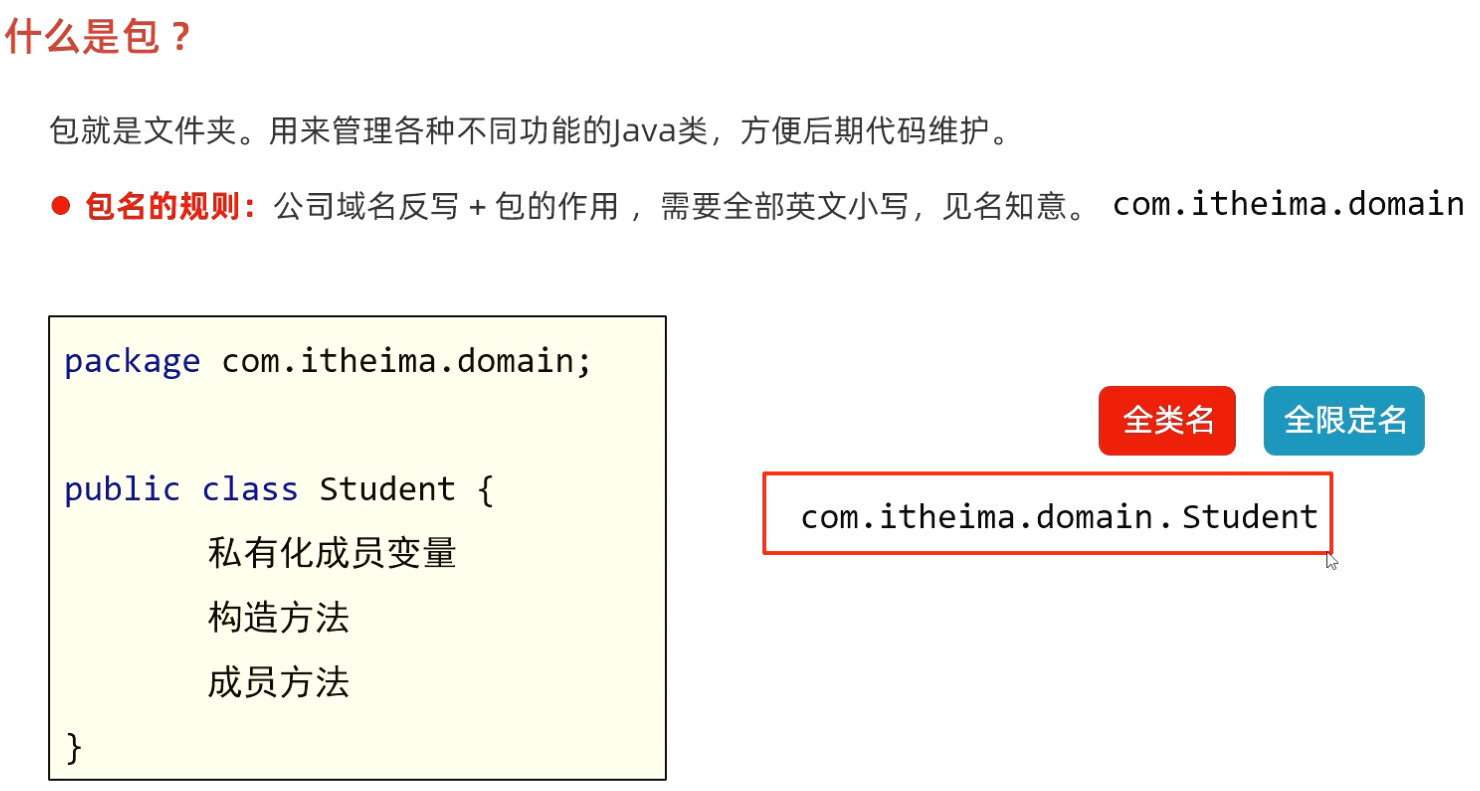 什么是包？
包就是文件夹。用来管理各种不同功能的Java类，方便后期代码维护。
包名的规则：公司域名反写 + 包的作用 ，需要全部英文小写，见名知意。 com.itheima.domain
package com.itheima.domain;
public class Student {
私有化成员变量
构造方法
成员方法
}
全类名 全限定名
com.itheima.domain.Student